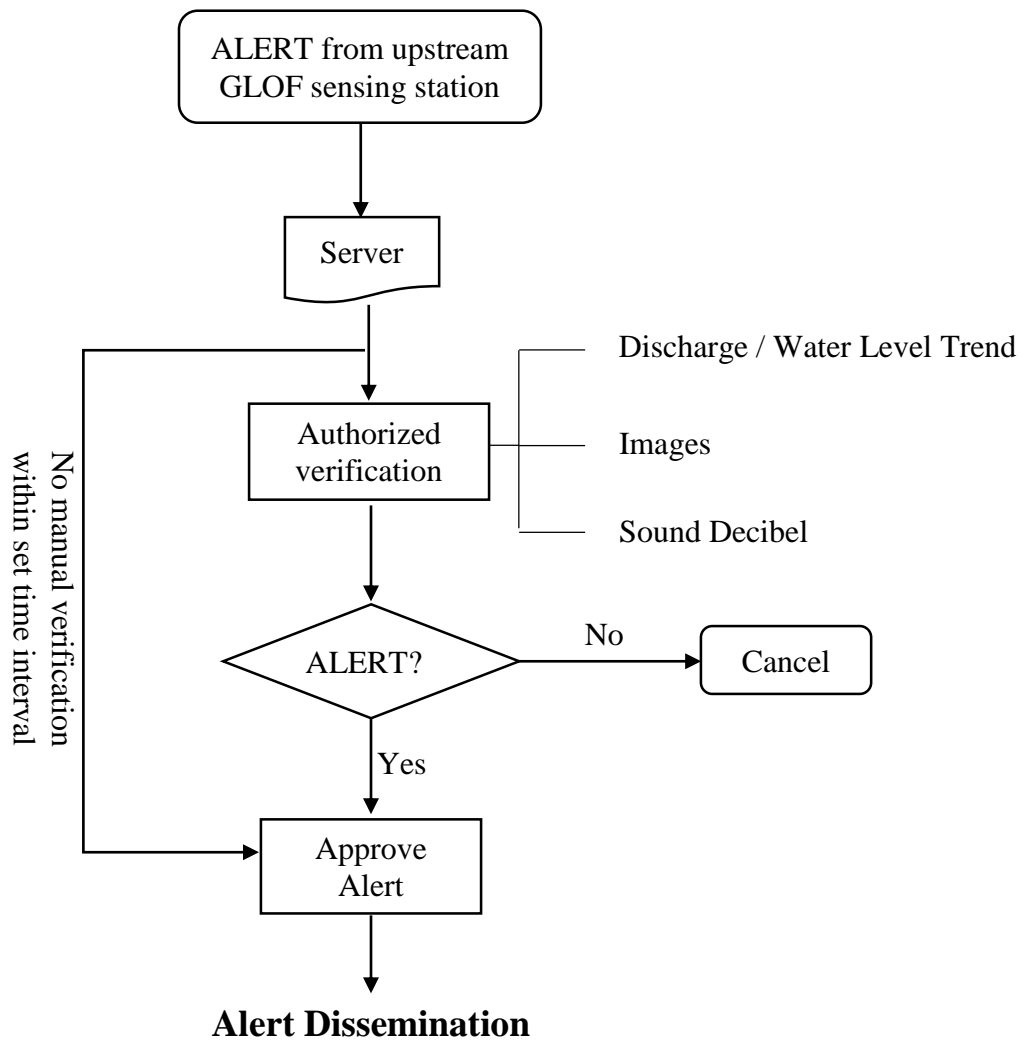 ALERT from upstream
GLOF sensing station
Server
Discharge / Water Level Trend
Authorized
verification
Images
Sound Decibel
No manual verification
within set time interval
ALERT?
No
Cancel
Yes
Approve
Alert
Alert Dissemination